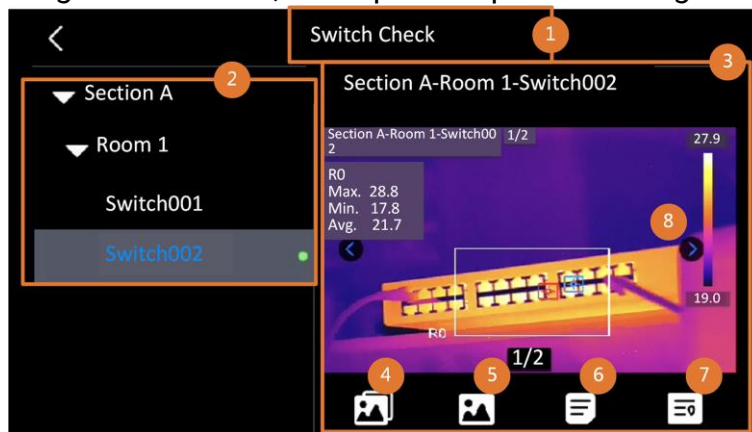 Switch Check
1
2
3
Section A
Room 1
Switch001
Switch002
Section A-Room 1-Switch002
Section A-Room 1-Switch00
2
1/2
27.9
R0
Max. 28.8
Min. 17.8
Avg. 21.7
8
19.0
R0
1/2
4
5
6
7